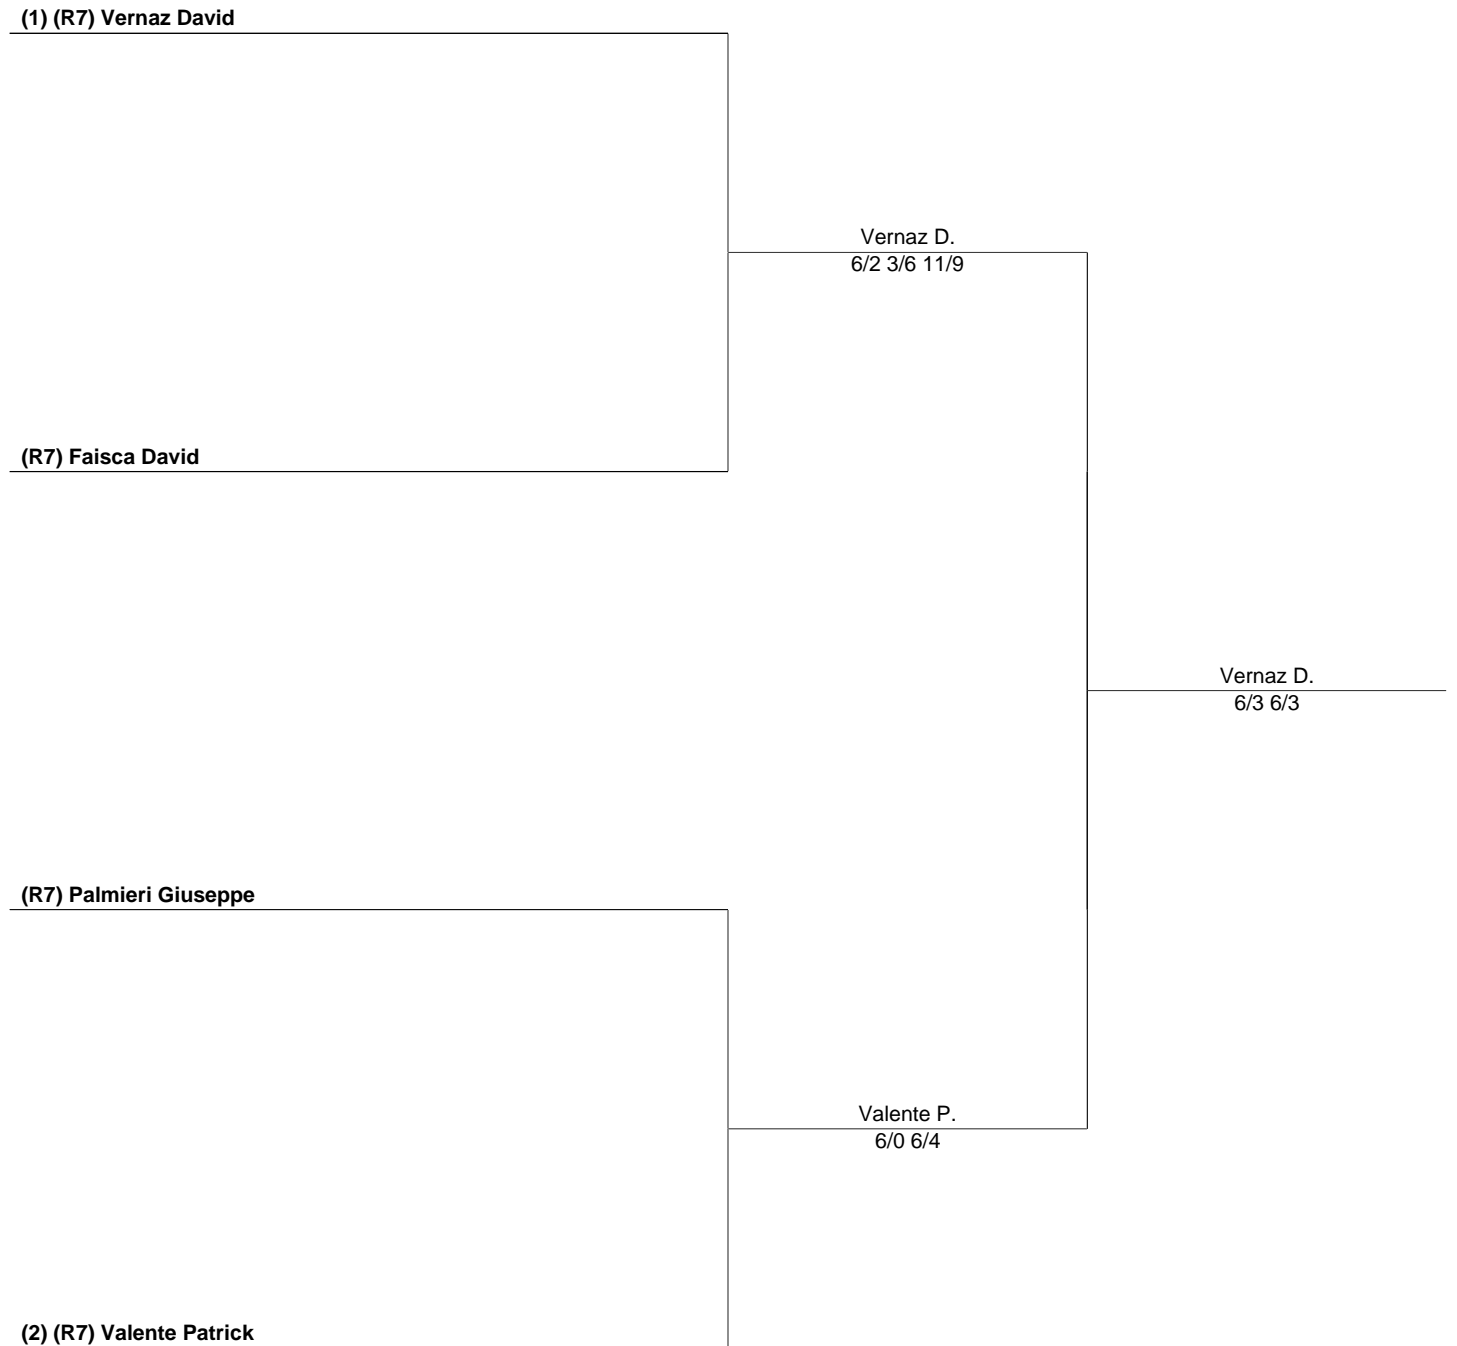 (1) (R7) Vernaz David
Vernaz D.
6/2 3/6 11/9
(R7) Faisca David
Vernaz D.
6/3 6/3
(R7) Palmieri Giuseppe
Valente P.
6/0 6/4
(2) (R7) Valente Patrick